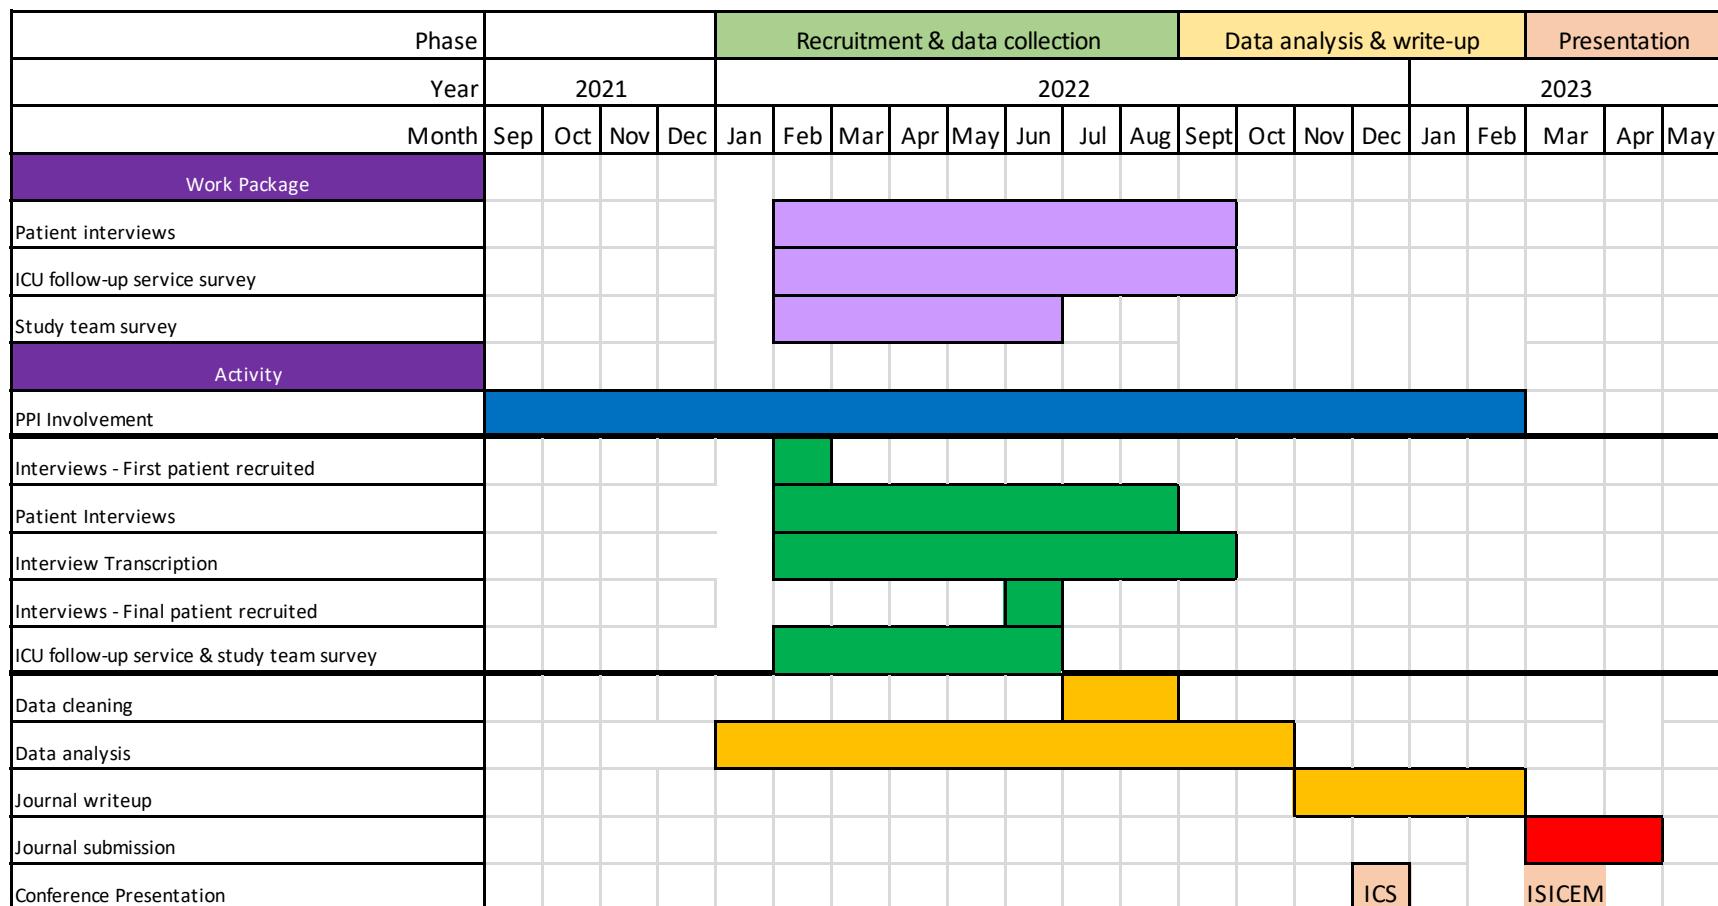 Phase Recruitment & data collection Data analysis & write-up Presentation
Year 2021 2022 2023
Month Sep Oct Nov Dec Jan Feb Mar Apr May Jun Jul Aug Sept Oct Nov Dec Jan Feb Mar Apr May
Work Package
Patient interviews
ICU follow-up service survey
Study team survey
Activity
PPI Involvement
Interviews - First patient recruited
Patient Interviews
Interview Transcription
Interviews - Final patient recruited
ICU follow-up service & study team survey
Data cleaning
Data analysis
Journal writeup
Journal submission
Conference Presentation ICS ISICEM